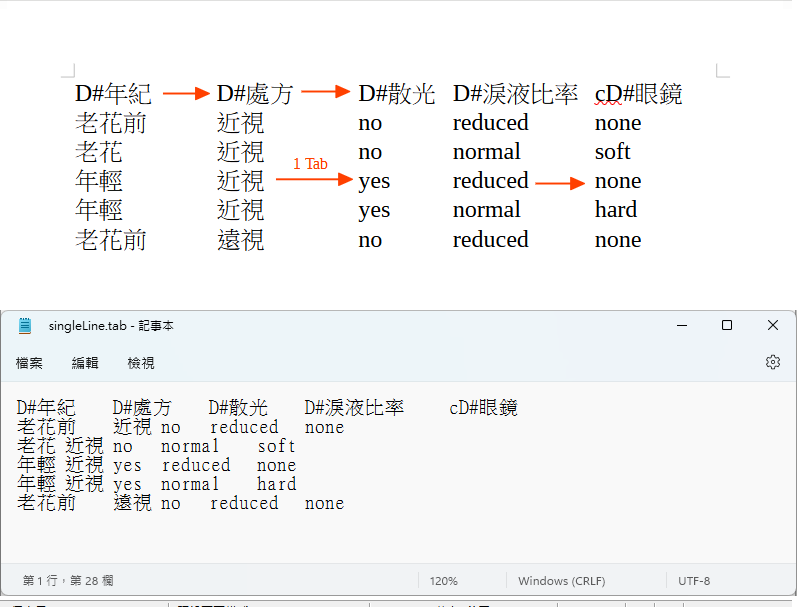 D#年紀 D#處方 D#散光 D#淚液比率 cD#眼鏡
老花前 近視 no reduced none
老花 近視 no normal soft
1 Tab
年輕 近視 yes reduced none
年輕 近視 yes normal hard
老花前 遠視 no reduced none
singleLine.tab - 記事本
檔案 編輯 檢視
D#年紀 D#處方 D#散光 D#淚液比率 cD#眼鏡
老花前 近視 no reduced none
老花 近視 no normal soft
年輕 近視 yes reduced none
年輕 近視 yes normal hard
老花前 遠視 no reduced none
第 1 行，第 28 欄 120% Windows (CRLF) UTF-8